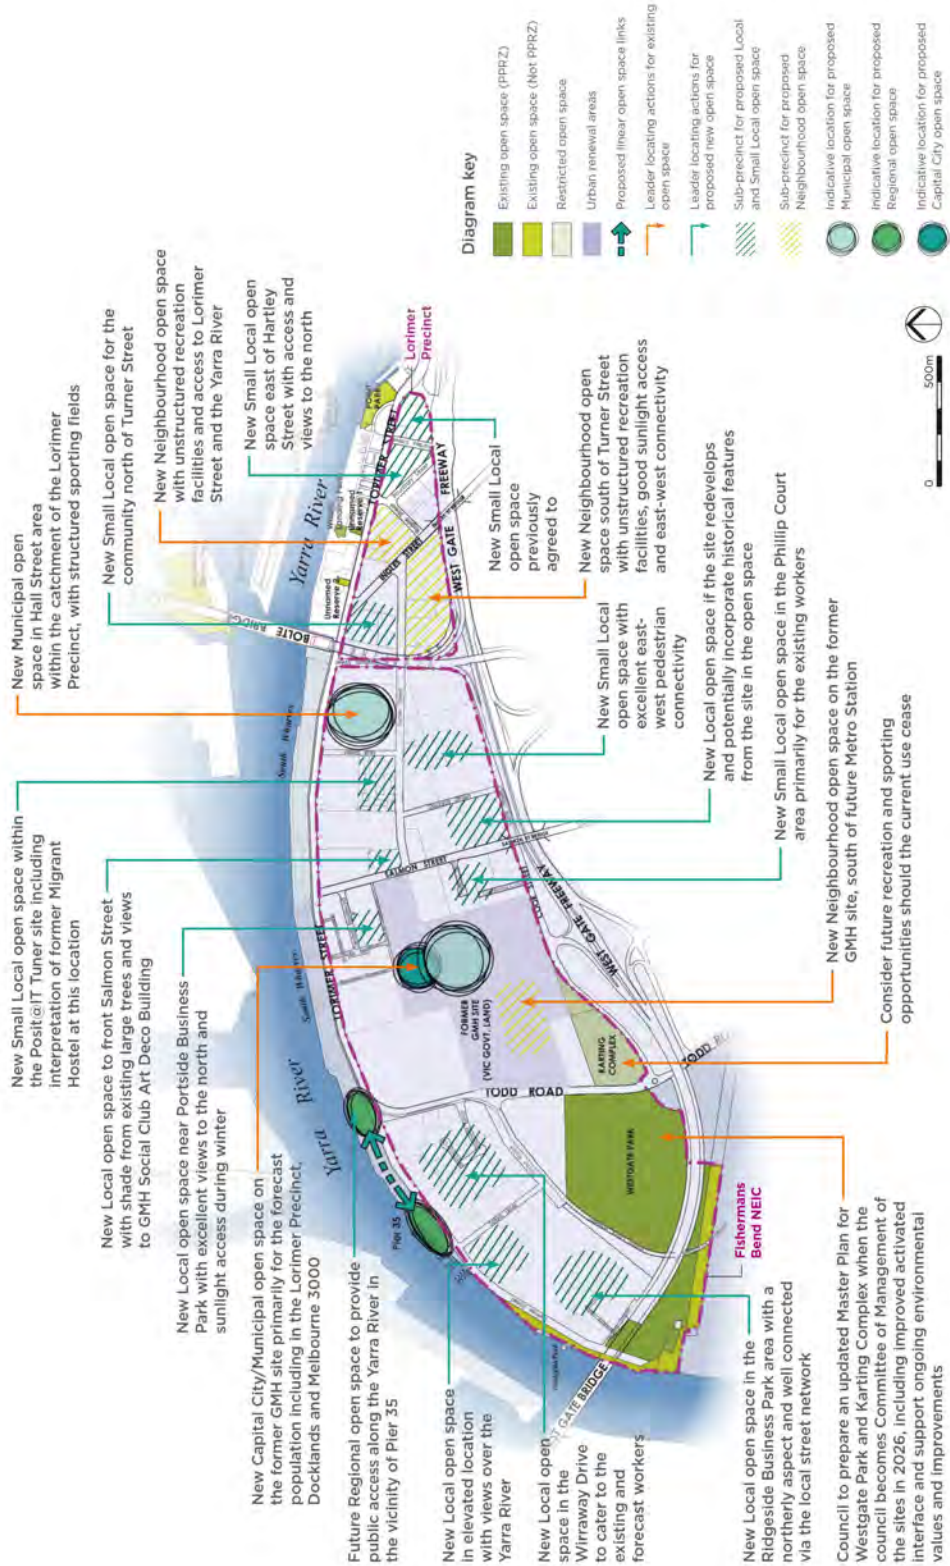 New Municipal open
space in Hall Street area
within the catchment of the Lorimer
Precinct, with structured sporting fields
New Small Local open space for the
community north of Turner Street
New Neighbourhood open space
with unstructured recreation
facilities and access to Lorimer
Street and the Yarra River
New Small Local open
space east of Hartley
Street with access and
views to the north
New Small Local open space within
the Posit@IT Tuner site including
interpretation of former Migrant
Hostel at this location
New Local open space to front Salmon Street
with shade from existing large trees and views
to GMH Social Club Art Deco Building
New Local open space near Portside Business
Park with excellent views to the north and
sunlight access during winter
New Capital City/Municipal open space on
the former GMH site primarily for the forecast
population including in the Lorimer Precinct,
Docklands and Melbourne 3000
Future Regional open space to provide
public access along the Yarra River in
the vicinity of Pier 35
New Local open space
in elevated location
with views over the
Yarra River
New Local open
space in the
Wirraway Drive
to cater to the
existing and
forecast workers
New Local open space in the
Ridgeside Business Park area with a
northerly aspect and well connected
via the local street network
Council to prepare an updated Master Plan for
Westgate Park and Karting Complex when the
council becomes Committee of Management of
the sites in 2026, including improved activated
interface and support ongoing environmental
values and improvements
Yarra River
Yarra River
South Wharves
South Wharves
Pier 35
BOLTE BRIDGE
Unnamed
Reserve 2
Unnamed
Reserve 1
POINT
PARK
LORIMER STREET
LORIMER STREET
INGLES STREET
WEST GATE FREEWAY
WEST GATE FREEWAY
SALMON STREET
COOK STREET
FORMER
GMH SITE
(VIC GOVT. LAND)
KARTING
COMPLEX
TODD ROAD
TODD
WESTGATE PARK
GATE BRIDGE
Lorimer
Precinct
Fishermans
Bend NEIC
New Small Local
open space
previously
agreed to
New Neighbourhood open
space south of Turner Street
with unstructured recreation
facilities, good sunlight access
and east-west connectivity
New Small Local
open space with
excellent east-
west pedestrian
connectivity
New Local open space if the site redevelops
and potentially incorporate historical features
from the site in the open space
New Small Local open space in the Phillip Court
area primarily for the existing workers
New Neighbourhood open space on the former
GMH site, south of future Metro Station
Consider future recreation and sporting
opportunities should the current use cease
Diagram key
Existing open space (PPRZ)
Existing open space (Not PPRZ)
Restricted open space
Urban renewal areas
Proposed linear open space links
Leader locating actions for existing
open space
Leader locating actions for
proposed new open space
Sub-precinct for proposed Local
and Small Local open space
Sub-precinct for proposed
Neighbourhood open space
Indicative location for proposed
Municipal open space
Indicative location for proposed
Regional open space
Indicative location for proposed
Capital City open space
0
500m